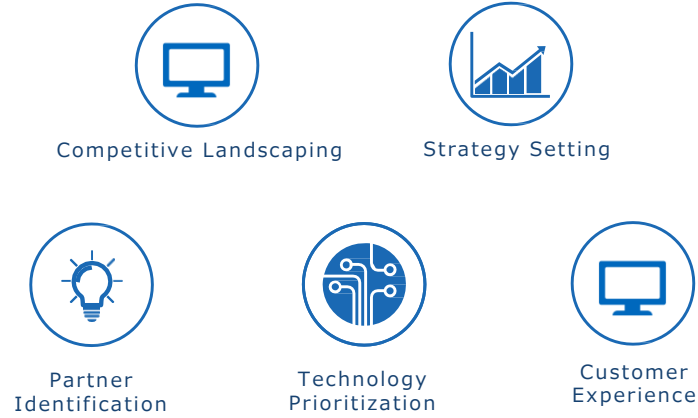 Competitive Landscaping
Strategy Setting
Partner
Identification
Technology
Prioritization
Customer
Experience